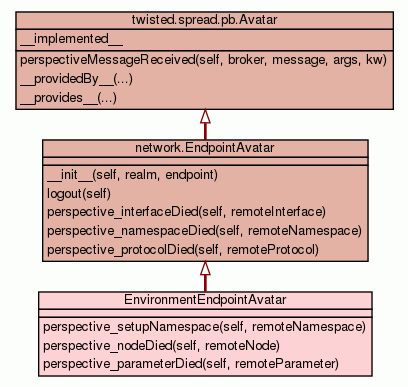 twisted.spread.pb.Avatar
__implemented__
perspectiveMessageReceived(self, broker, message, args, kw)
__providedBy__(...)
__provides__(...)
network.EndpointAvatar
__init__(self, realm, endpoint)
logout(self)
perspective_interfaceDied(self, remoteInterface)
perspective_namespaceDied(self, remoteNamespace)
perspective_protocolDied(self, remoteProtocol)
EnvironmentEndpointAvatar
perspective_setupNamespace(self, remoteNamespace)
perspective_nodeDied(self, remoteNode)
perspective_parameterDied(self, remoteParameter)